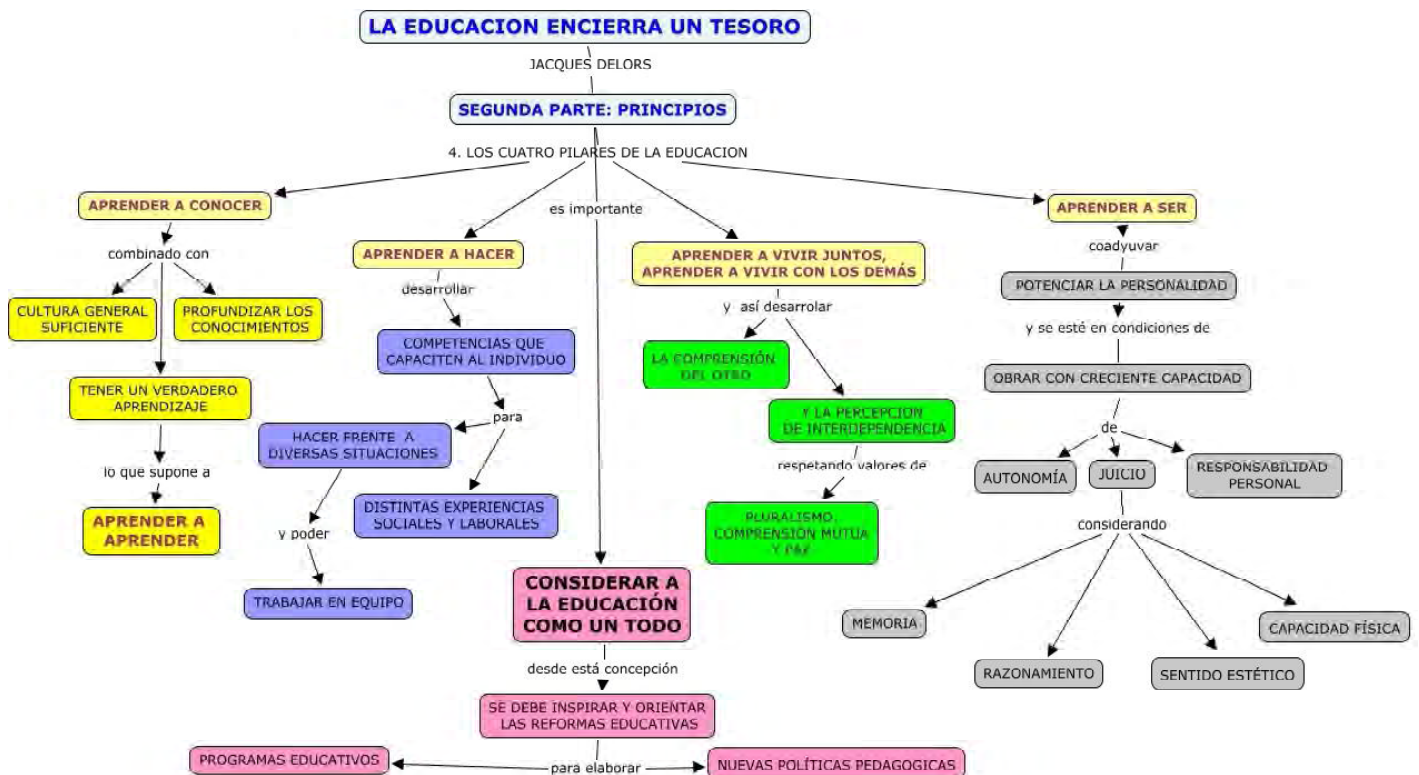 LA EDUCACION ENCIERRA UN TESORO
JACQUES DELORS
SEGUNDA PARTE: PRINCIPIOS
4. LOS CUATRO PILARES DE LA EDUCACION
APRENDER A CONOCER
combinado con
CULTURA GENERAL
SUFICIENTE
PROFUNDIZAR LOS
CONOCIMIENTOS
TENER UN VERDADERO
APRENDIZAJE
lo que supone a
APRENDER A
APRENDER
APRENDER A HACER
desarrollar
COMPETENCIAS QUE
CAPACITEN AL INDIVIDUO
para
HACER FRENTE A
DIVERSAS SITUACIONES
DISTINTAS EXPERIENCIAS
SOCIALES Y LABORALES
y poder
TRABAJAR EN EQUIPO
es importante
CONSIDERAR A
LA EDUCACIÓN
COMO UN TODO
desde está concepción
SE DEBE INSPIRAR Y ORIENTAR
LAS REFORMAS EDUCATIVAS
para elaborar
PROGRAMAS EDUCATIVOS
NUEVAS POLÍTICAS PEDAGOGICAS
APRENDER A VIVIR JUNTOS,
APRENDER A VIVIR CON LOS DEMÁS
y así desarrolar
LA COMPRENSIÓN
DEL OTRO
Y LA PERCEPCION
DE INTERDEPENDENCIA
respetando valores de
PLURALISMO,
COMPRENSIÓN MUTUA
Y PAZ
APRENDER A SER
coadyuvar
POTENCIAR LA PERSONALIDAD
y se esté en condiciones de
OBRAR CON CRECIENTE CAPACIDAD
de
AUTONOMÍA
JUICIO
RESPONSABILIDAD
PERSONAL
considerando
MEMORIA
RAZONAMIENTO
SENTIDO ESTÉTICO
CAPACIDAD FÍSICA